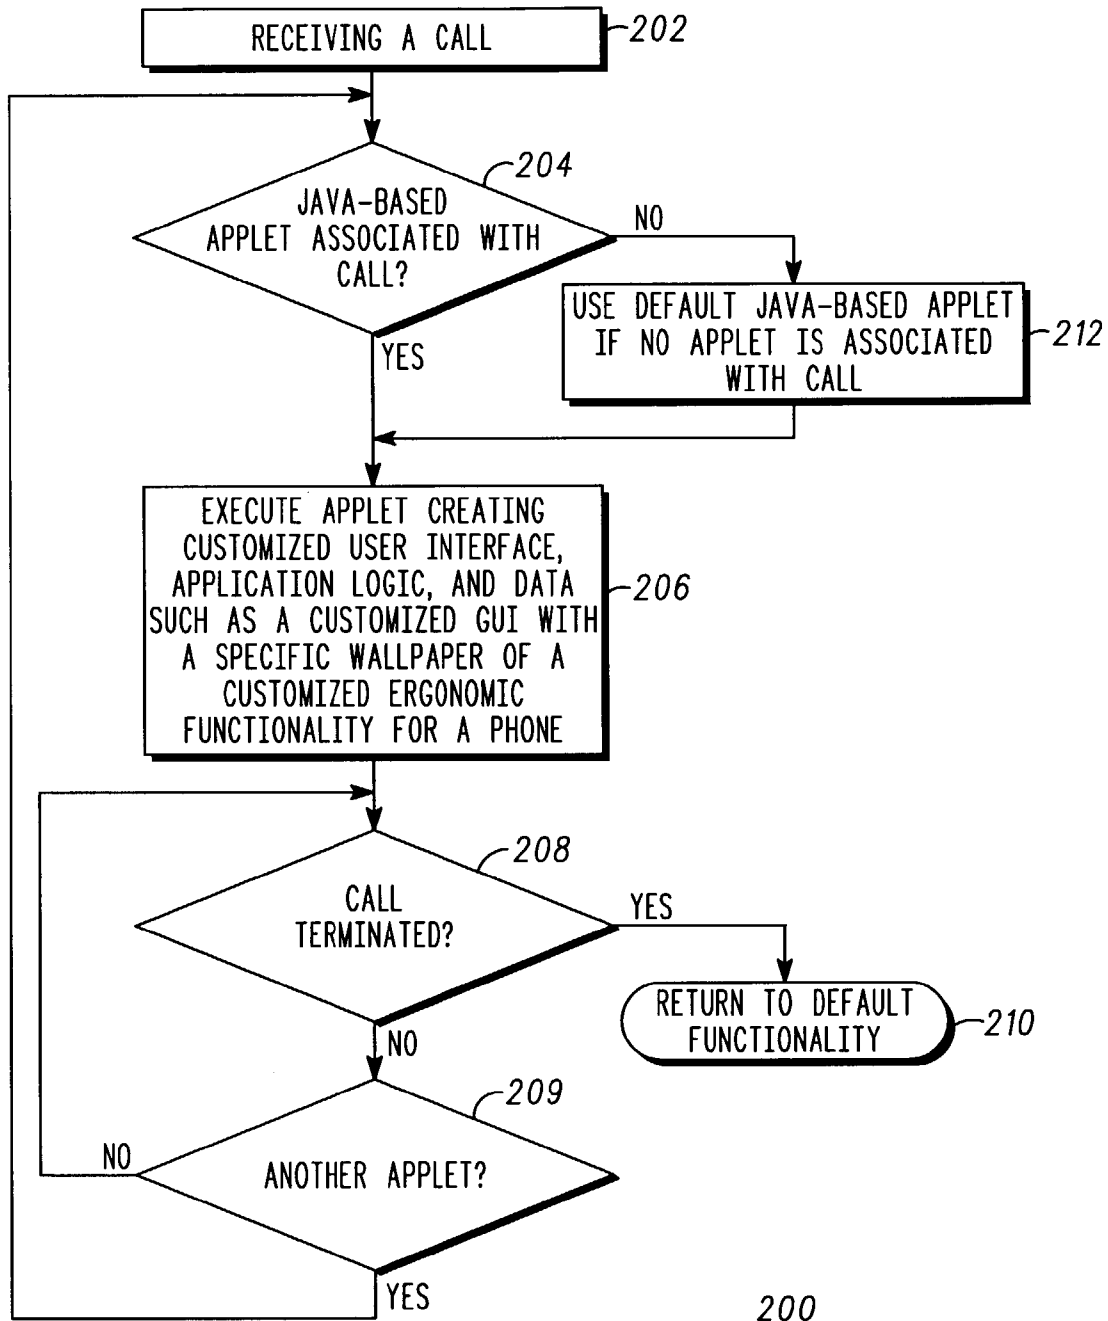 RECEIVING A CALL
202
204
JAVA-BASED
APPLET ASSOCIATED WITH
CALL?
NO
YES
USE DEFAULT JAVA-BASED APPLET
IF NO APPLET IS ASSOCIATED
WITH CALL
212
EXECUTE APPLET CREATING
CUSTOMIZED USER INTERFACE,
APPLICATION LOGIC, AND DATA
SUCH AS A CUSTOMIZED GUI WITH
A SPECIFIC WALLPAPER OF A
CUSTOMIZED ERGONOMIC
FUNCTIONALITY FOR A PHONE
206
208
CALL
TERMINATED?
YES
NO
RETURN TO DEFAULT
FUNCTIONALITY
210
209
ANOTHER APPLET?
NO
YES
200